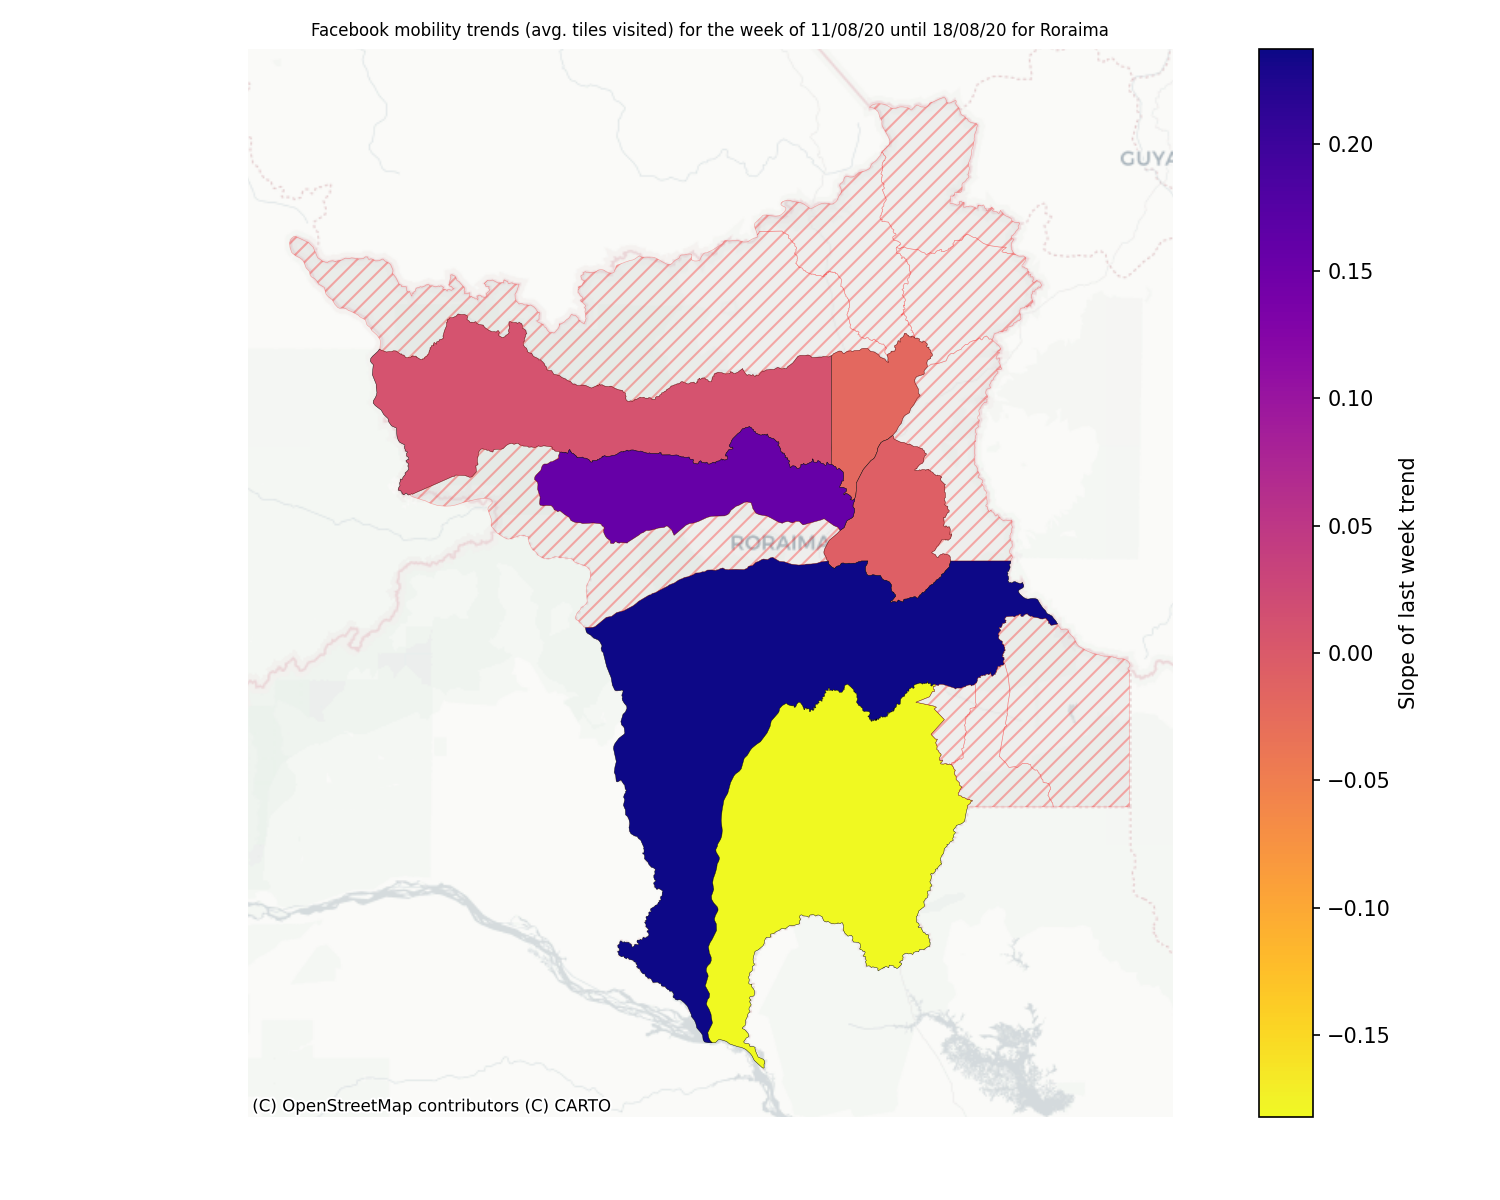 Facebook mobility trends (avg. tiles visited) for the week of 11/08/20 until 18/08/20 for Roraima
GUYA
RORAIMA
0.20
0.15
0.10
0.05
0.00
−0.05
−0.10
−0.15
Slope of last week trend
(C) OpenStreetMap contributors (C) CARTO